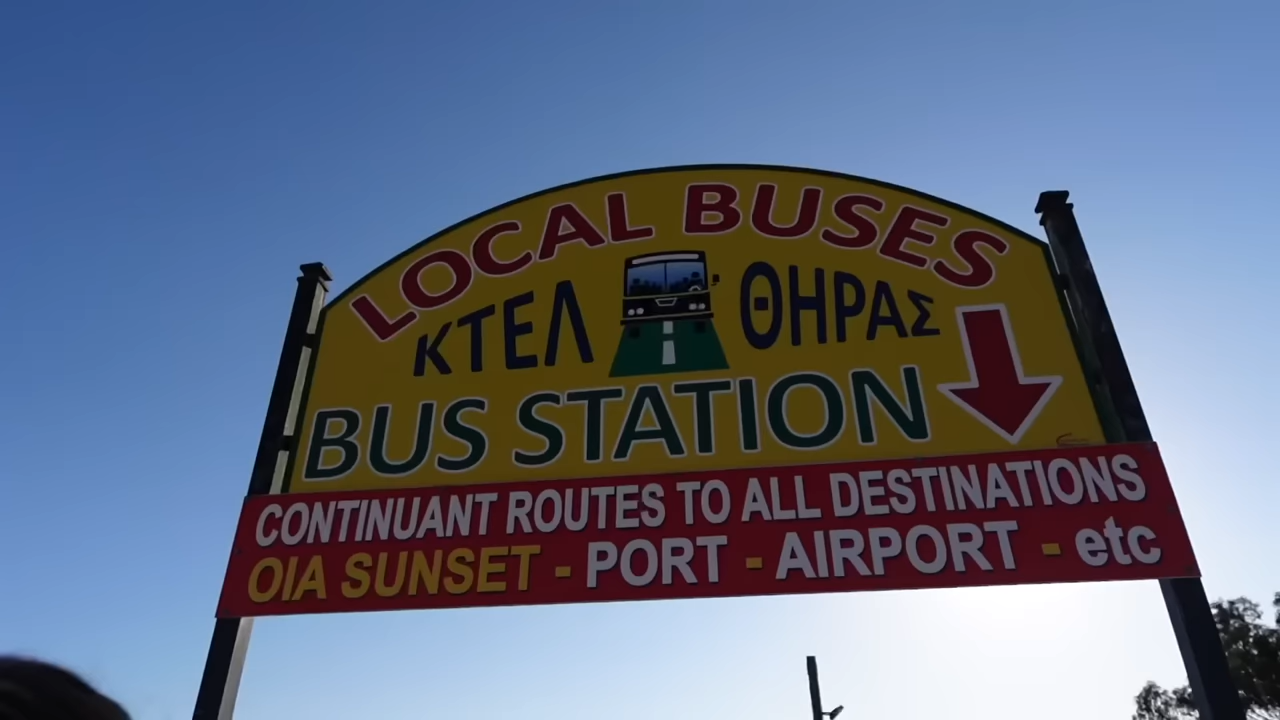 LOCAL BUSES
ΚΤΕΛ ΘΗΡΑΣ
BUS STATION
CONTINUANT ROUTES TO ALL DESTINATIONS
OIA SUNSET - PORT - AIRPORT - etc